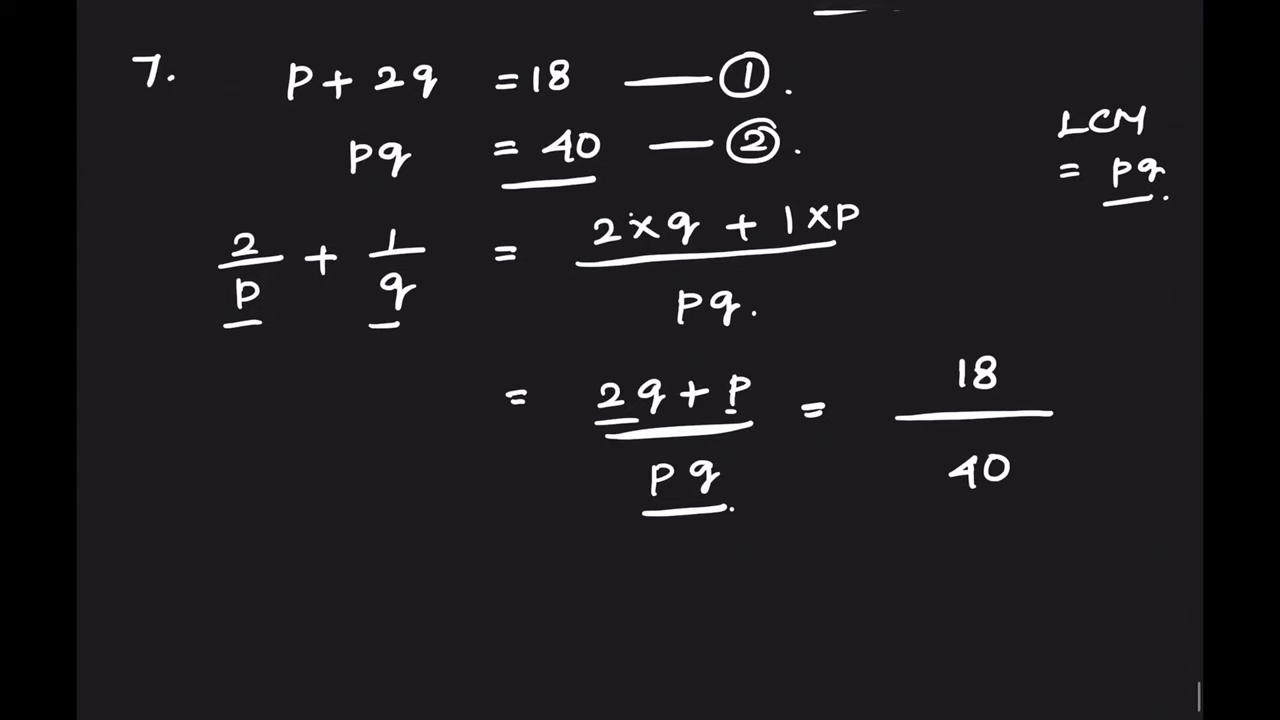 7. p + 2q = 18 —— ①.
pq = 40 —— ②.
LCM
= pq.
2/p + 1/q = (2×q + 1×p)/pq.
= (2q + p)/pq. = 18/40